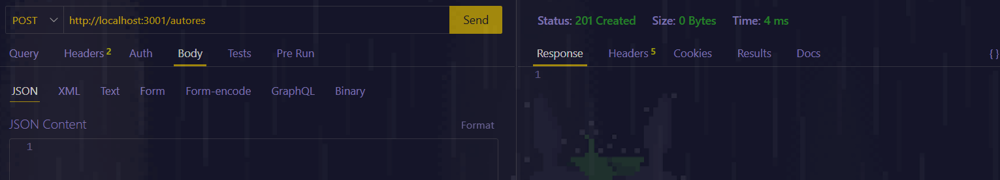 POST http://localhost:3001/autores Send
Status: 201 Created Size: 0 Bytes Time: 4 ms
Query Headers 2 Auth Body Tests Pre Run
Response Headers 5 Cookies Results Docs { }
1
JSON XML Text Form Form-encode GraphQL Binary
JSON Content Format
1